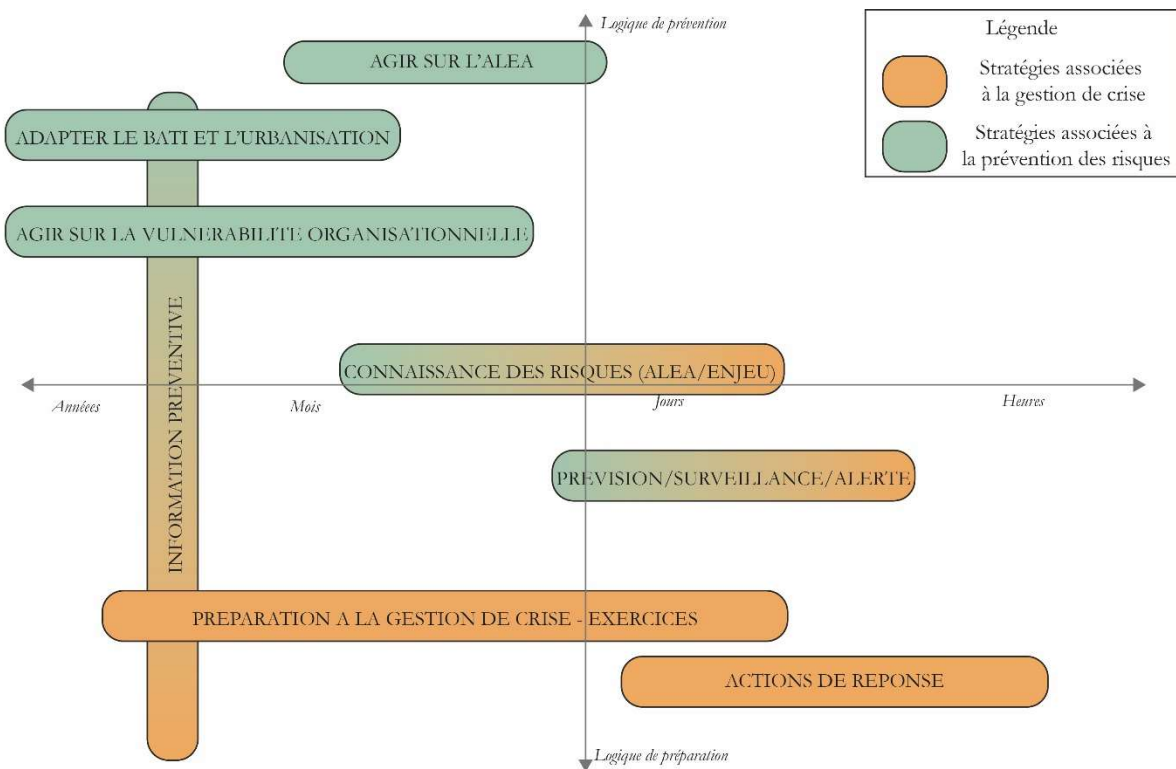 Logique de prévention
Légende
Stratégies associées
à la gestion de crise
Stratégies associées à
la prévention des risques
AGIR SUR L'ALEA
ADAPTER LE BATI ET L'URBANISATION
AGIR SUR LA VULNERABILITE ORGANISATIONNELLE
INFORMATION PREVENTIVE
CONNAISSANCE DES RISQUES (ALEA/ENJEU)
Années
Mois
Jours
Heures
PREVISION/SURVEILLANCE/ALERTE
PREPARATION A LA GESTION DE CRISE - EXERCICES
ACTIONS DE REPONSE
Logique de préparation